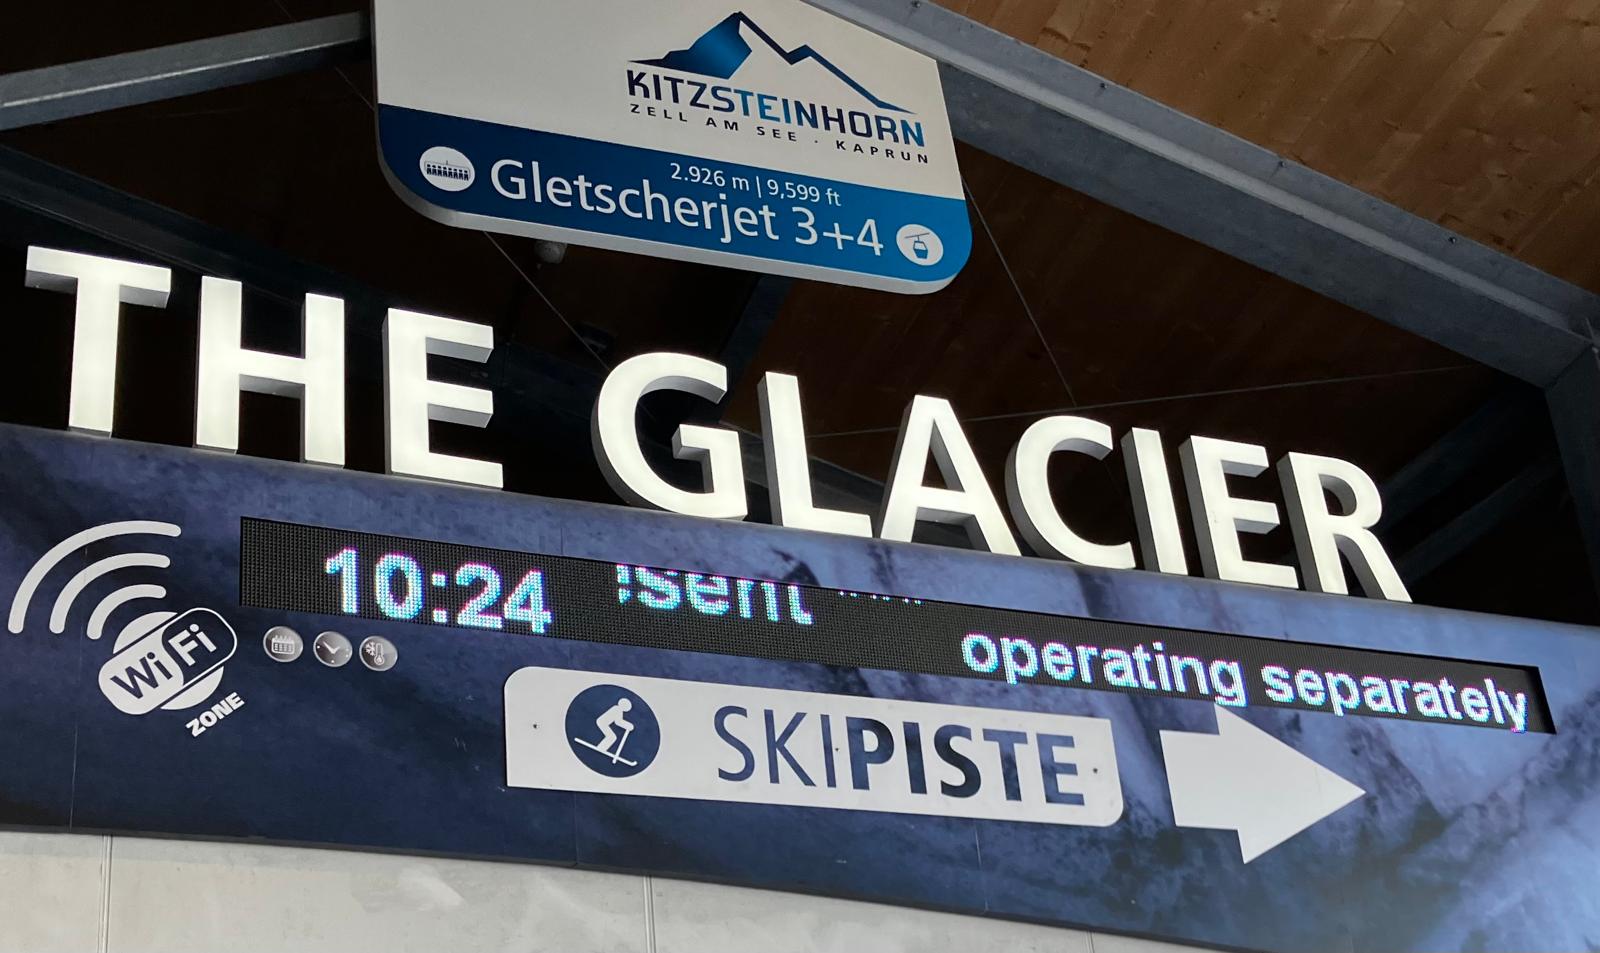 KITZSTEINHORN
ZELL AM SEE · KAPRUN
2.926 m | 9,599 ft
Gletscherjet 3+4
THE GLACIER
10:24
operating separately
WiFi
ZONE
SKIPISTE